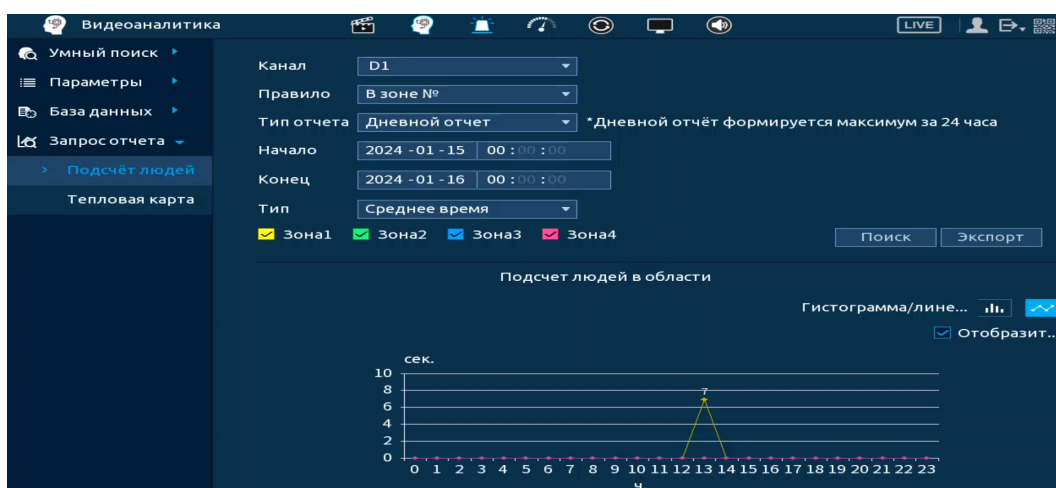 Видеоаналитика LIVE
Умный поиск
Параметры
База данных
Запрос отчета
Подсчёт людей
Тепловая карта
Канал D1
Правило В зоне №
Тип отчета Дневной отчет *Дневной отчёт формируется максимум за 24 часа
Начало 2024 -01 -15 00 :00 :00
Конец 2024 -01 -16 00 :00 :00
Тип Среднее время
Зона1 Зона2 Зона3 Зона4
Поиск Экспорт
Подсчет людей в области
Гистограмма/лине...
Отобразит..
сек.
10
8
7
6
4
2
0
0 1 2 3 4 5 6 7 8 9 10 11 12 13 14 15 16 17 18 19 20 21 22 23